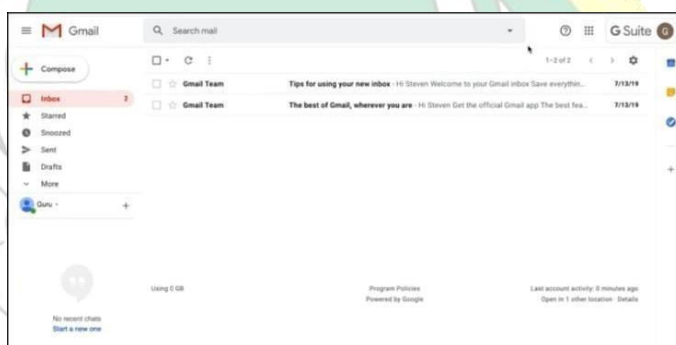 Gmail
Search mail
G Suite
G
Compose
1-2 of 2
Inbox 2
Gmail Team Tips for using your new inbox - Hi Steven Welcome to your Gmail inbox Save everythin... 7/13/19
Gmail Team The best of Gmail, wherever you are - Hi Steven Get the official Gmail app The best fea... 7/13/19
Starred
Snoozed
Sent
Drafts
More
Guru
Using 0 GB
Program Policies
Powered by Google
Last account activity: 0 minutes ago
Open in 1 other location · Details
No recent chats
Start a new one